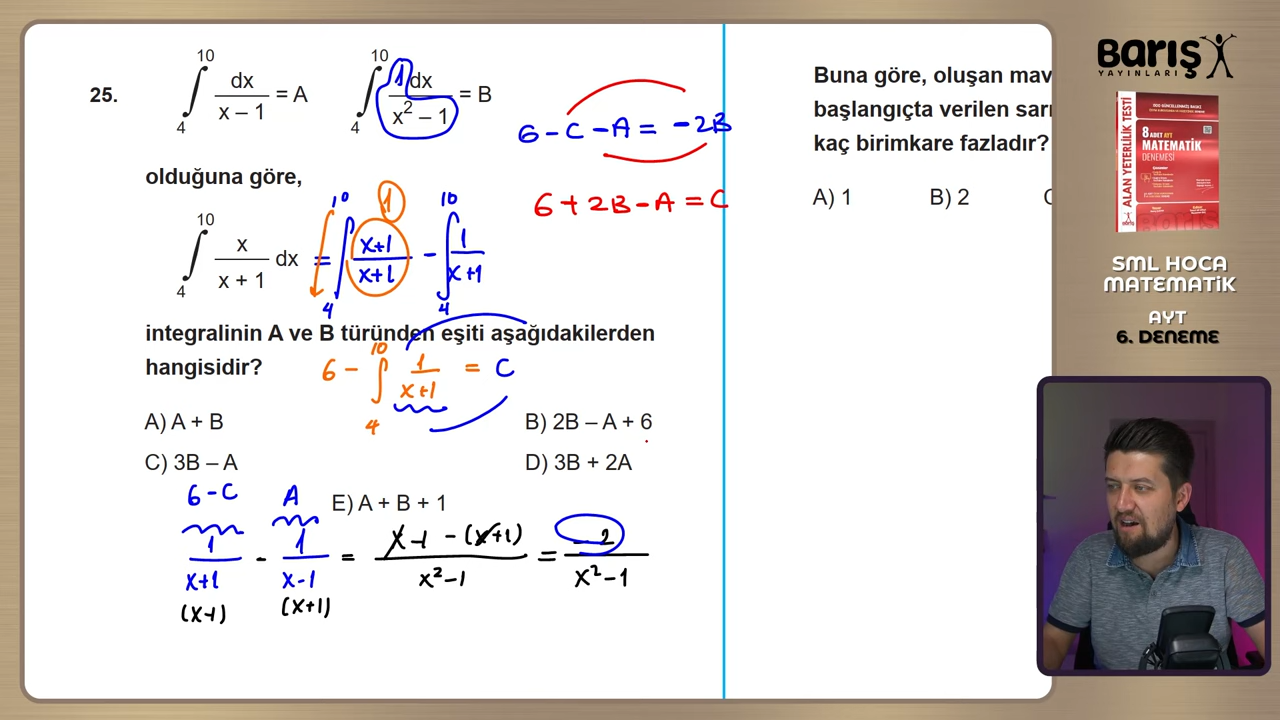 25. ∫₄¹⁰ dx/(x – 1) = A ∫₄¹⁰ 1 dx/(x² – 1) = B
6 – C – A = – 2B
olduğuna göre,
6 + 2B – A = C
1
∫₄¹⁰ x/(x + 1) dx = ∫₄¹⁰ (x+1)/(x+1) – ∫₄¹⁰ 1/(x+1)
integralinin A ve B türünden eşiti aşağıdakilerden
hangisidir?
6 – ∫₄¹⁰ 1/(x+1) = C
A) A + B
B) 2B – A + 6
C) 3B – A
D) 3B + 2A
E) A + B + 1
6 – C A
1/(x+1) – 1/(x-1) = (x-1 – (x+1))/(x² – 1) = –2/(x² – 1)
(x-1) (x+1)
Buna göre, oluşan mav
başlangıçta verilen sarı
kaç birimkare fazladır?
A) 1 B) 2
BARIŞ
YAYINLARI
ALAN YETERLİLİK TESTİ
8 ADET AYT
MATEMATİK
DENEMESİ
BARIŞ
SML HOCA
MATEMATİK
AYT
6. DENEME